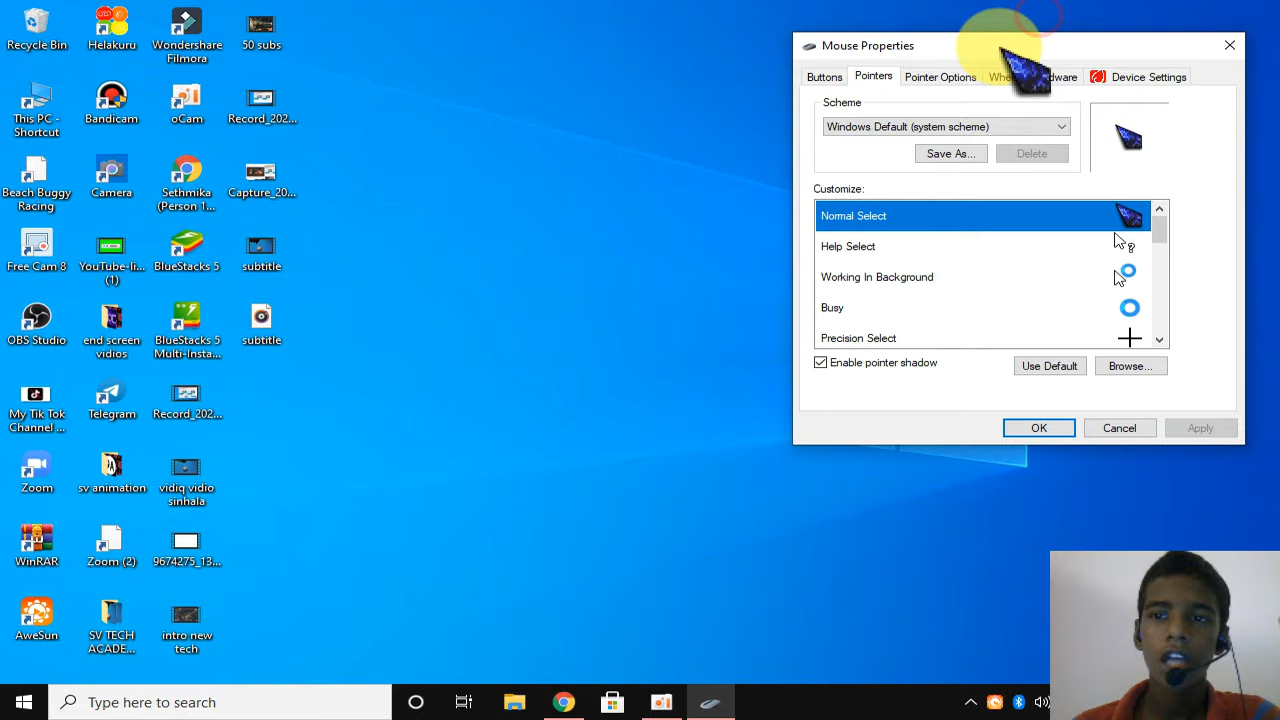 Recycle Bin
Helakuru
Wondershare
Filmora
50 subs
This PC -
Shortcut
Bandicam
oCam
Record_202...
Beach Buggy
Racing
Camera
Sethmika
(Person 1...
Capture_20...
Free Cam 8
YouTube-li...
(1)
BlueStacks 5
subtitle
OBS Studio
end screen
vidios
BlueStacks 5
Multi-Insta...
subtitle
My Tik Tok
Channel ...
Telegram
Record_202...
Zoom
sv animation
vidiq vidio
sinhala
WinRAR
Zoom (2)
9674275_13...
AweSun
SV TECH
ACADE...
intro new
tech
Mouse Properties
Buttons
Pointers
Pointer Options
Device Settings
Scheme
Windows Default (system scheme)
Save As...
Delete
Customize:
Normal Select
Help Select
Working In Background
Busy
Precision Select
Enable pointer shadow
Use Default
Browse...
OK
Cancel
Apply
Type here to search